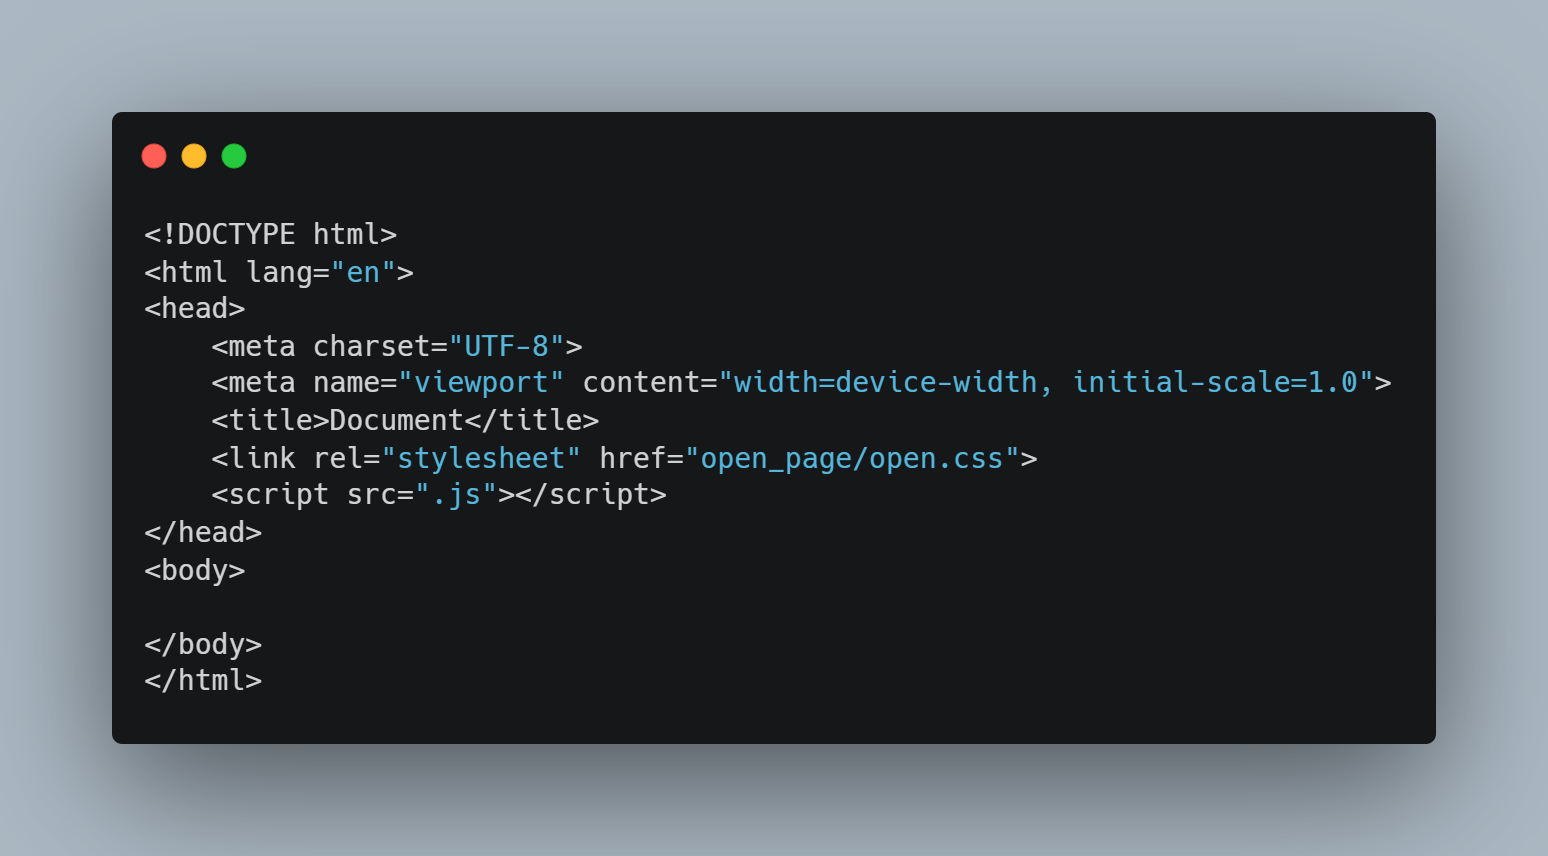 <!DOCTYPE html>
<html lang="en">
<head>
    <meta charset="UTF-8">
    <meta name="viewport" content="width=device-width, initial-scale=1.0">
    <title>Document</title>
    <link rel="stylesheet" href="open_page/open.css">
    <script src=".js"></script>
</head>
<body>

</body>
</html>